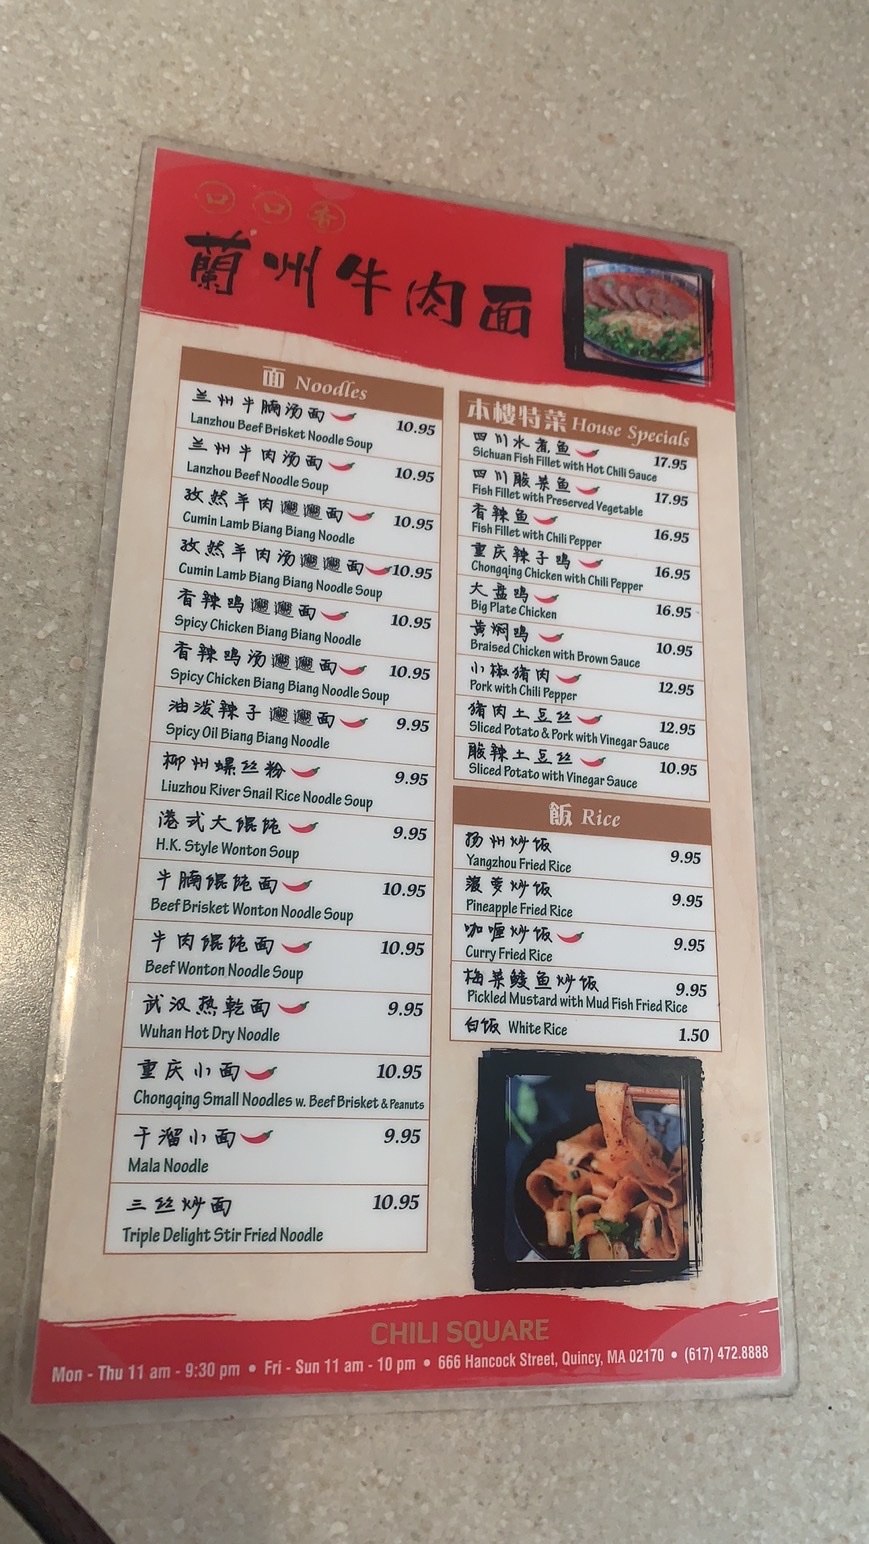 口口香
蘭州牛肉面
面 Noodles
兰州牛腩汤面 10.95
Lanzhou Beef Brisket Noodle Soup
兰州牛肉汤面 10.95
Lanzhou Beef Noodle Soup
孜然羊肉𰻝𰻝面 10.95
Cumin Lamb Biang Biang Noodle
孜然羊肉汤𰻝𰻝面 10.95
Cumin Lamb Biang Biang Noodle Soup
香辣鸡𰻝𰻝面 10.95
Spicy Chicken Biang Biang Noodle
香辣鸡汤𰻝𰻝面 10.95
Spicy Chicken Biang Biang Noodle Soup
油泼辣子𰻝𰻝面 9.95
Spicy Oil Biang Biang Noodle
柳州螺丝粉 9.95
Liuzhou River Snail Rice Noodle Soup
港式大馄饨 9.95
H.K. Style Wonton Soup
牛腩馄饨面 10.95
Beef Brisket Wonton Noodle Soup
牛肉馄饨面 10.95
Beef Wonton Noodle Soup
武汉热乾面 9.95
Wuhan Hot Dry Noodle
重庆小面 10.95
Chongqing Small Noodles w. Beef Brisket & Peanuts
干溜小面 9.95
Mala Noodle
三丝炒面 10.95
Triple Delight Stir Fried Noodle
本樓特菜 House Specials
四川水煮鱼 17.95
Sichuan Fish Fillet with Hot Chili Sauce
四川酸菜鱼 17.95
Fish Fillet with Preserved Vegetable
香辣鱼 16.95
Fish Fillet with Chili Pepper
重庆辣子鸡 16.95
Chongqing Chicken with Chili Pepper
大盘鸡 16.95
Big Plate Chicken
黄焖鸡 10.95
Braised Chicken with Brown Sauce
小椒猪肉 12.95
Pork with Chili Pepper
猪肉土豆丝 12.95
Sliced Potato & Pork with Vinegar Sauce
酸辣土豆丝 10.95
Sliced Potato with Vinegar Sauce
飯 Rice
扬州炒饭 9.95
Yangzhou Fried Rice
菠萝炒饭 9.95
Pineapple Fried Rice
咖喱炒饭 9.95
Curry Fried Rice
梅菜鲮鱼炒饭 9.95
Pickled Mustard with Mud Fish Fried Rice
白饭 White Rice 1.50
CHILI SQUARE
Mon - Thu 11 am - 9:30 pm • Fri - Sun 11 am - 10 pm • 666 Hancock Street, Quincy, MA 02170 • (617) 472.8888